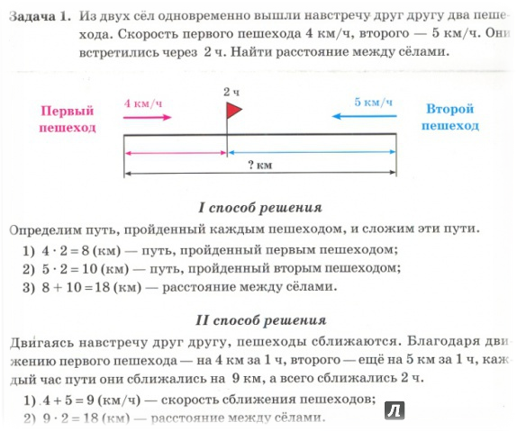 Задача 1. Из двух сёл одновременно вышли навстречу друг другу два пеше-
хода. Скорость первого пешехода 4 км/ч, второго — 5 км/ч. Они
встретились через 2 ч. Найти расстояние между сёлами.
2 ч
Первый
пешеход
4 км/ч
5 км/ч
Второй
пешеход
? км
I способ решения
Определим путь, пройденный каждым пешеходом, и сложим эти пути.
1) 4 · 2 = 8 (км) — путь, пройденный первым пешеходом;
2) 5 · 2 = 10 (км) — путь, пройденный вторым пешеходом;
3) 8 + 10 = 18 (км) — расстояние между сёлами.
II способ решения
Двигаясь навстречу друг другу, пешеходы сближаются. Благодаря дви-
жению первого пешехода — на 4 км за 1 ч, второго — ещё на 5 км за 1 ч, каж-
дый час пути они сближались на 9 км, а всего сближались 2 ч.
1) 4 + 5 = 9 (км/ч) — скорость сближения пешеходов;
2) 9 · 2 = 18 (км) — расстояние между сёлами.
Л